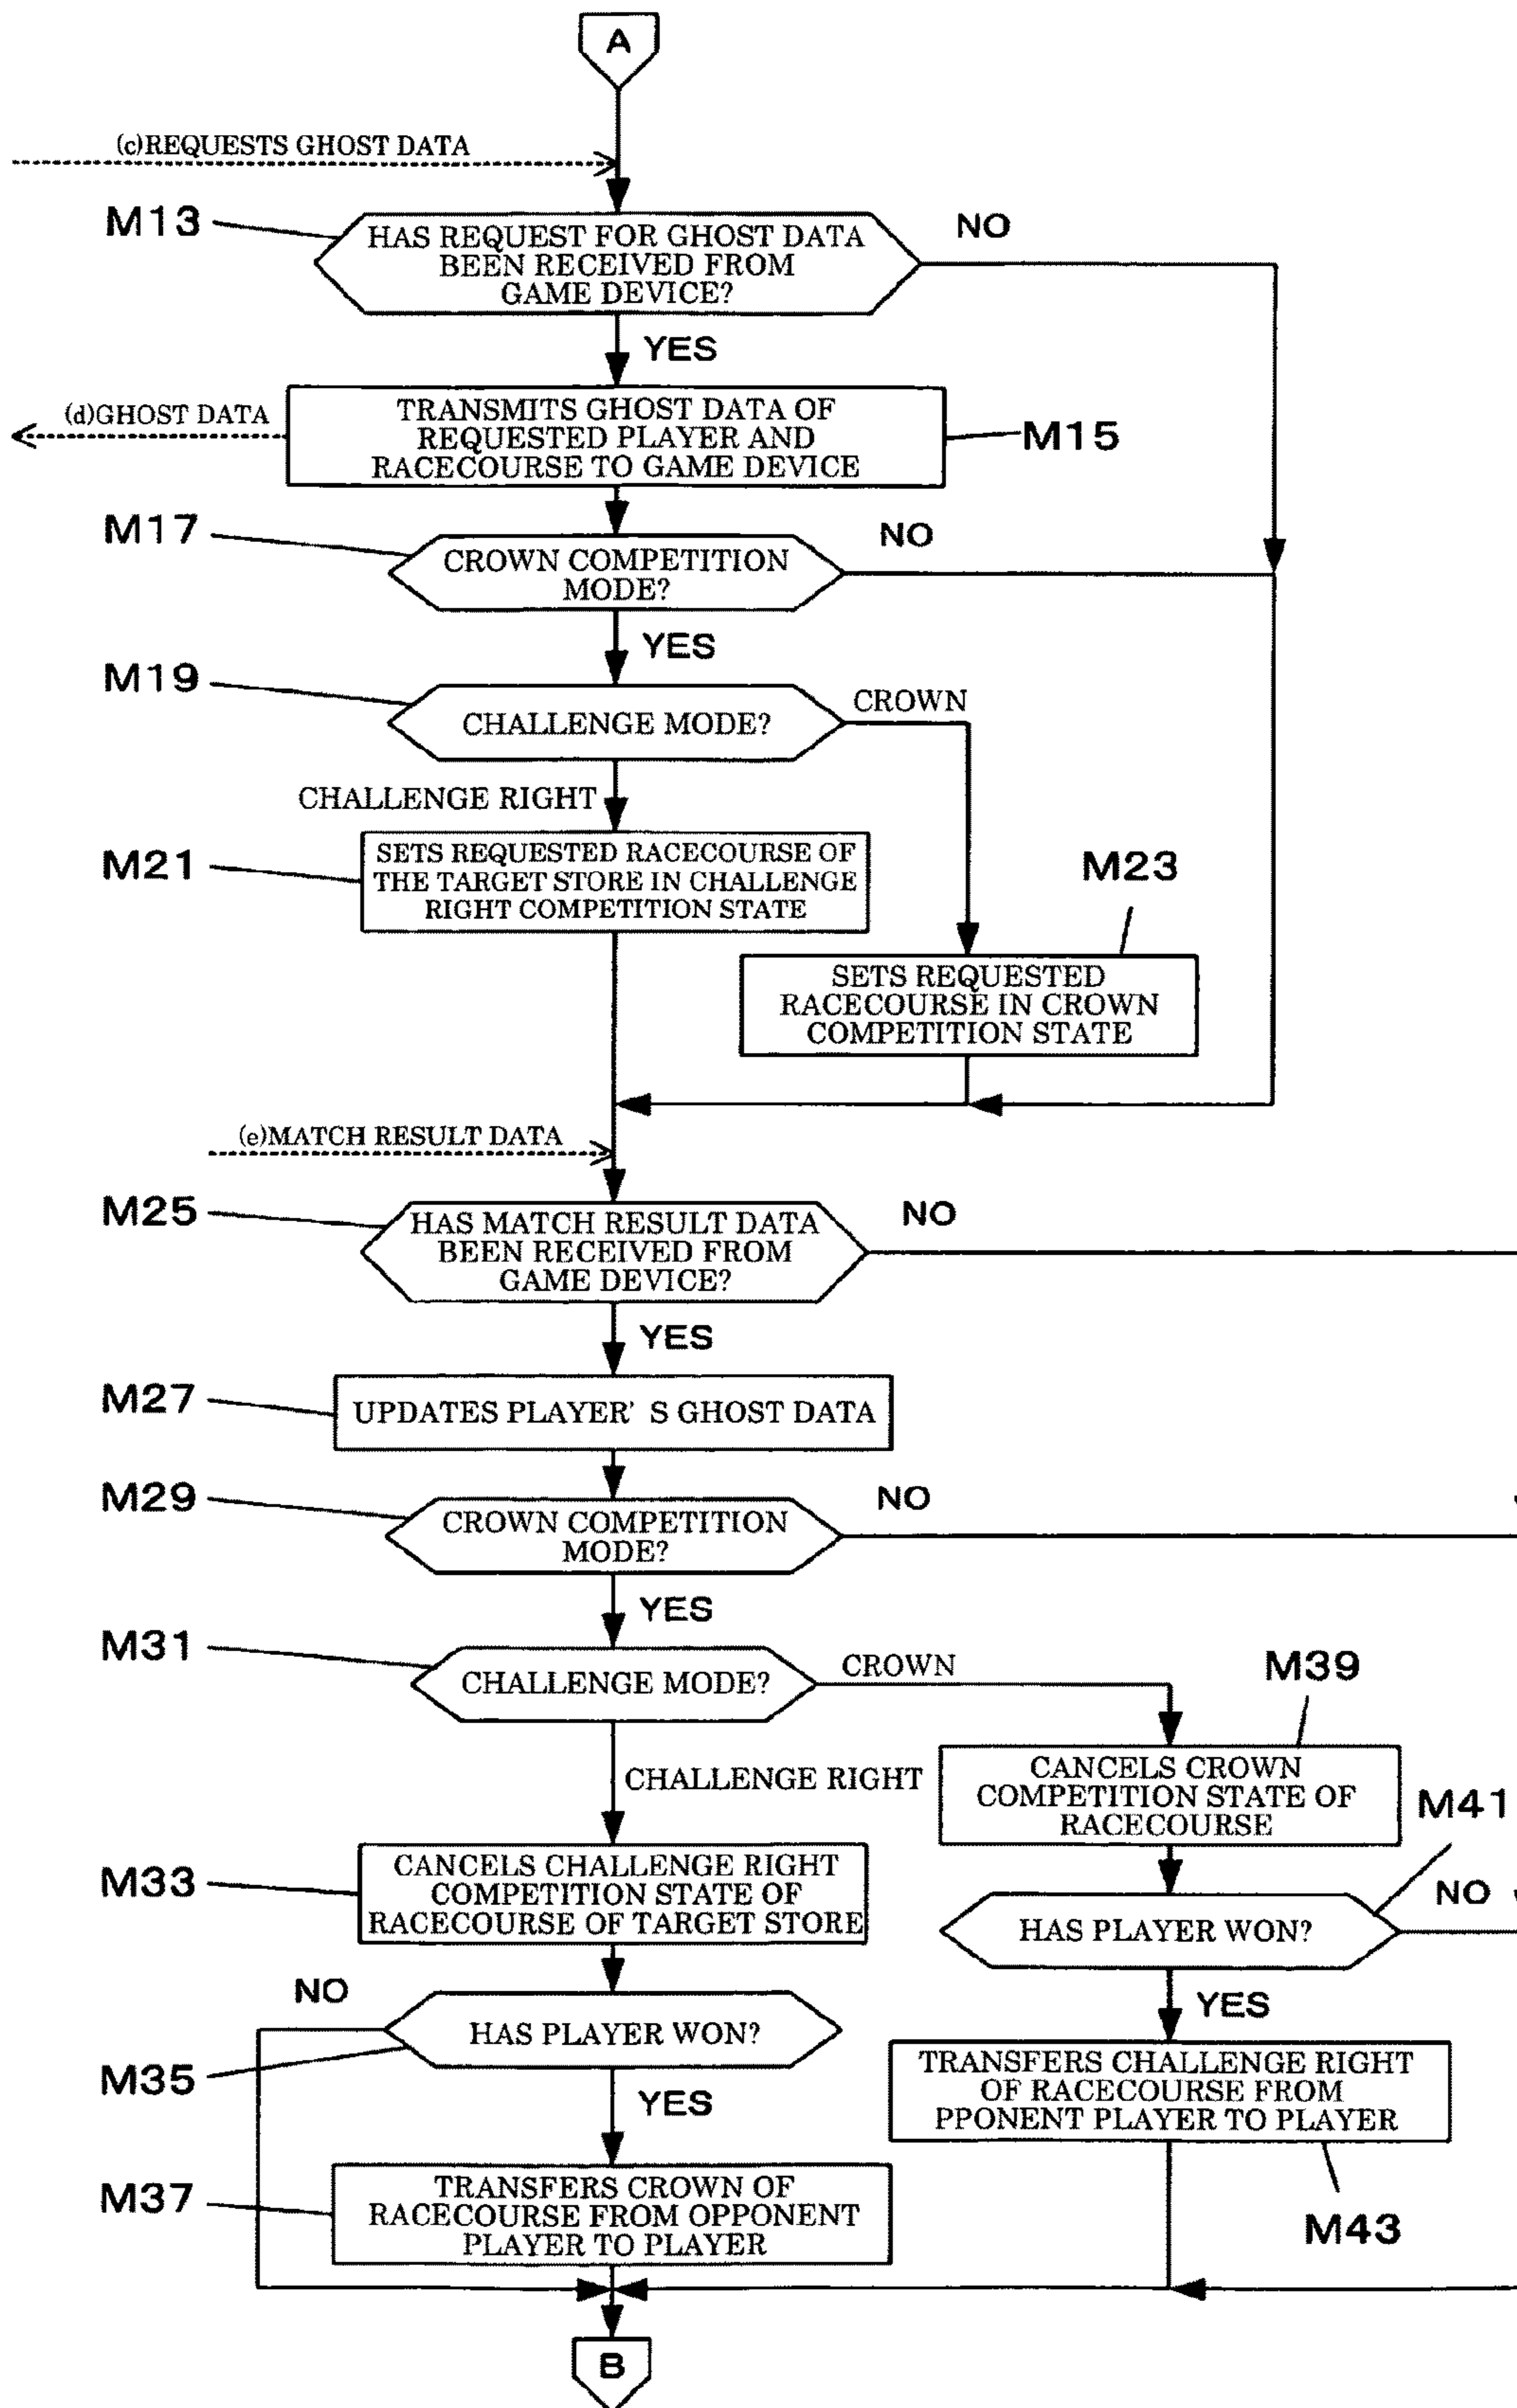 A
(c)REQUESTS GHOST DATA
M13
HAS REQUEST FOR GHOST DATA
BEEN RECEIVED FROM
GAME DEVICE?
NO
YES
(d)GHOST DATA
TRANSMITS GHOST DATA OF
REQUESTED PLAYER AND
RACECOURSE TO GAME DEVICE
M15
M17
CROWN COMPETITION
MODE?
NO
YES
M19
CHALLENGE MODE?
CROWN
CHALLENGE RIGHT
M21
SETS REQUESTED RACECOURSE OF
THE TARGET STORE IN CHALLENGE
RIGHT COMPETITION STATE
M23
SETS REQUESTED
RACECOURSE IN CROWN
COMPETITION STATE
(e)MATCH RESULT DATA
M25
HAS MATCH RESULT DATA
BEEN RECEIVED FROM
GAME DEVICE?
NO
YES
M27
UPDATES PLAYER' S GHOST DATA
M29
CROWN COMPETITION
MODE?
NO
YES
M31
CHALLENGE MODE?
CROWN
CHALLENGE RIGHT
M39
CANCELS CROWN
COMPETITION STATE OF
RACECOURSE
M41
M33
CANCELS CHALLENGE RIGHT
COMPETITION STATE OF
RACECOURSE OF TARGET STORE
HAS PLAYER WON?
NO
YES
NO
HAS PLAYER WON?
M35
YES
TRANSFERS CHALLENGE RIGHT
OF RACECOURSE FROM
PPONENT PLAYER TO PLAYER
M43
M37
TRANSFERS CROWN OF
RACECOURSE FROM OPPONENT
PLAYER TO PLAYER
B